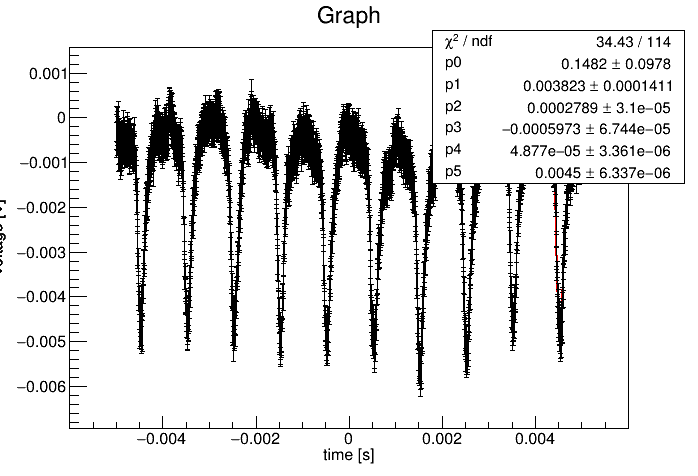 Graph
χ² / ndf 34.43 / 114
p0 0.1482 ± 0.0978
p1 0.003823 ± 0.0001411
p2 0.0002789 ± 3.1e−05
p3 −0.0005973 ± 6.744e−05
p4 4.877e−05 ± 3.361e−06
p5 0.0045 ± 6.337e−06
0.001
0
−0.001
−0.002
−0.003
−0.004
−0.005
−0.006
−0.004 −0.002 0 0.002 0.004
time [s]